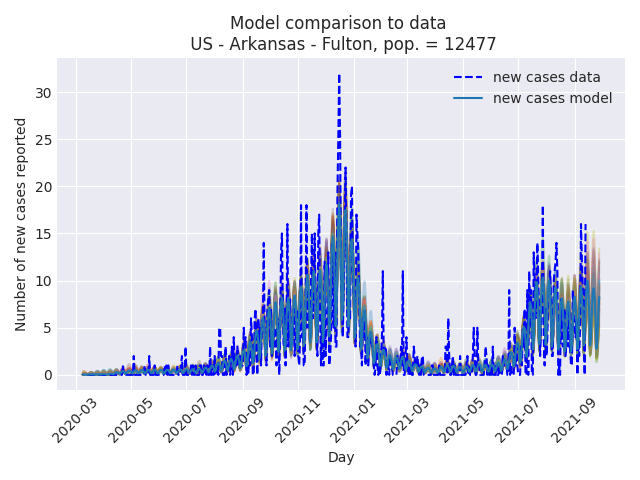 Model comparison to data
US - Arkansas - Fulton, pop. = 12477
new cases data
new cases model
Number of new cases reported
30
25
20
15
10
5
0
2020-03
2020-05
2020-07
2020-09
2020-11
2021-01
2021-03
2021-05
2021-07
2021-09
Day